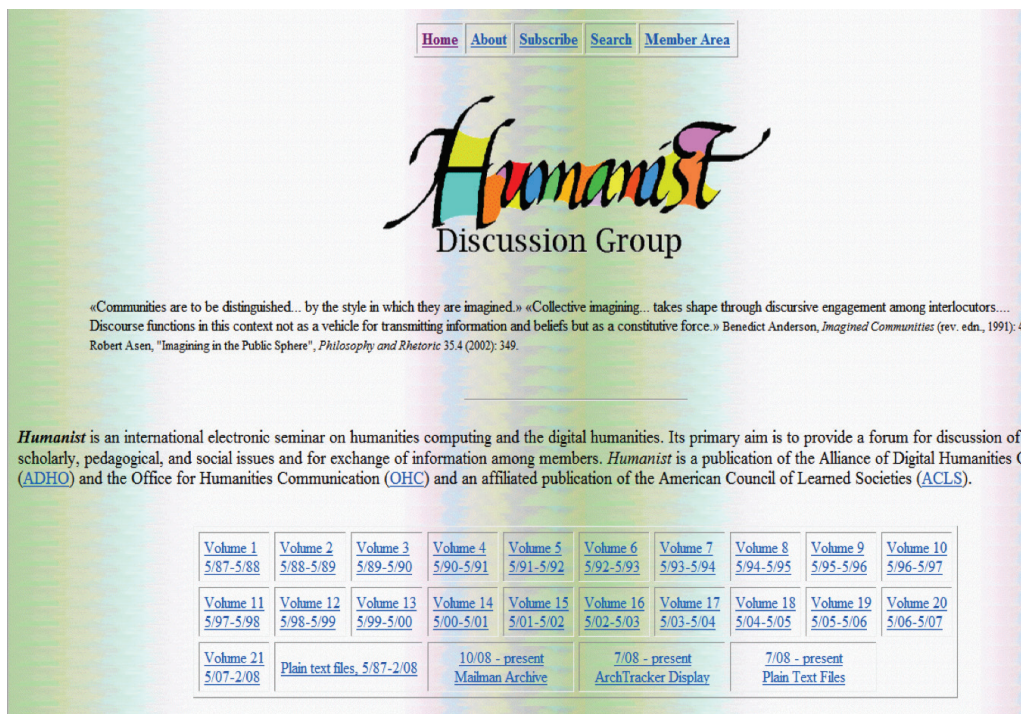 Home About Subscribe Search Member Area
Humanist
Discussion Group
«Communities are to be distinguished... by the style in which they are imagined.» «Collective imagining... takes shape through discursive engagement among interlocutors....
Discourse functions in this context not as a vehicle for transmitting information and beliefs but as a constitutive force.» Benedict Anderson, Imagined Communities (rev. edn., 1991):
Robert Asen, "Imagining in the Public Sphere", Philosophy and Rhetoric 35.4 (2002): 349.
Humanist is an international electronic seminar on humanities computing and the digital humanities. Its primary aim is to provide a forum for discussion of
scholarly, pedagogical, and social issues and for exchange of information among members. Humanist is a publication of the Alliance of Digital Humanities
(ADHO) and the Office for Humanities Communication (OHC) and an affiliated publication of the American Council of Learned Societies (ACLS).
Volume 1 Volume 2 Volume 3 Volume 4 Volume 5 Volume 6 Volume 7 Volume 8 Volume 9 Volume 10
5/87-5/88 5/88-5/89 5/89-5/90 5/90-5/91 5/91-5/92 5/92-5/93 5/93-5/94 5/94-5/95 5/95-5/96 5/96-5/97
Volume 11 Volume 12 Volume 13 Volume 14 Volume 15 Volume 16 Volume 17 Volume 18 Volume 19 Volume 20
5/97-5/98 5/98-5/99 5/99-5/00 5/00-5/01 5/01-5/02 5/02-5/03 5/03-5/04 5/04-5/05 5/05-5/06 5/06-5/07
Volume 21 Plain text files, 5/87-2/08 10/08 - present 7/08 - present 7/08 - present
5/07-2/08 Mailman Archive ArchTracker Display Plain Text Files